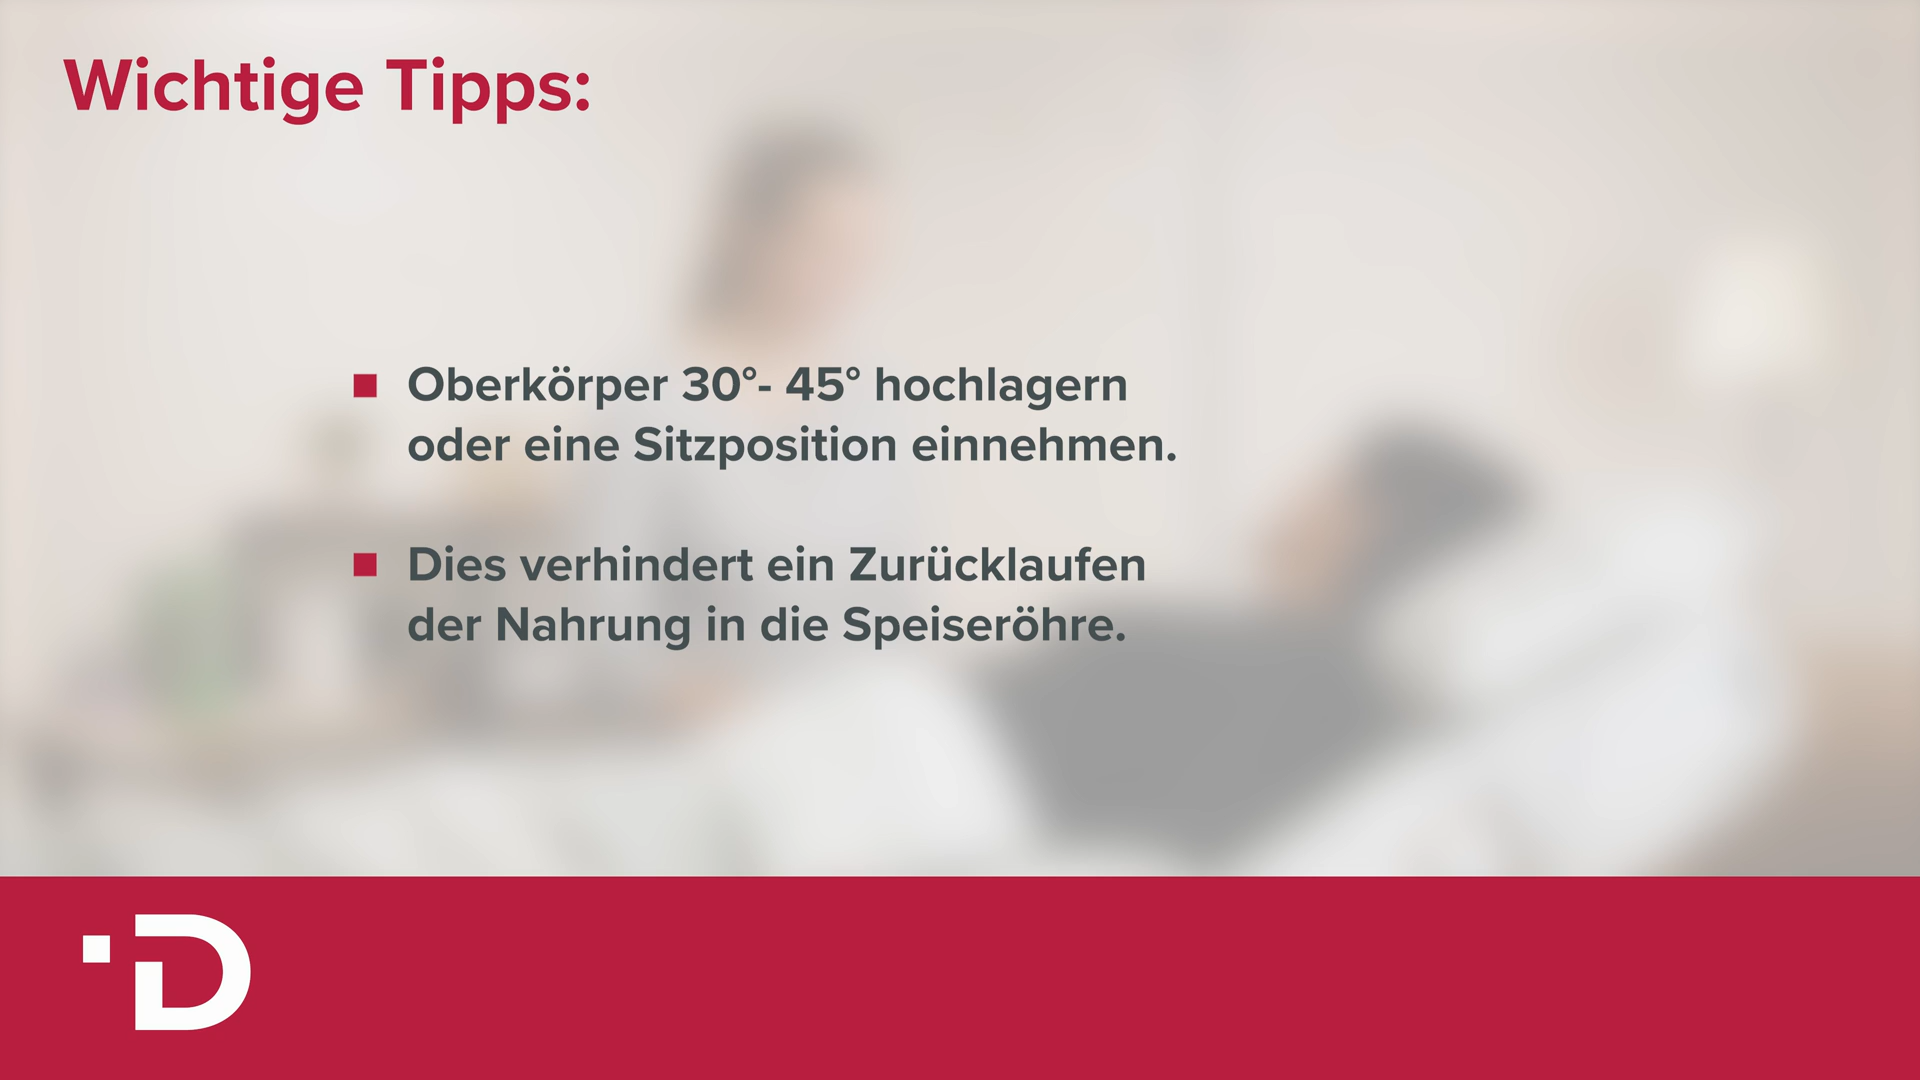 Wichtige Tipps:
Oberkörper 30°- 45° hochlagern
oder eine Sitzposition einnehmen.
Dies verhindert ein Zurücklaufen
der Nahrung in die Speiseröhre.
D